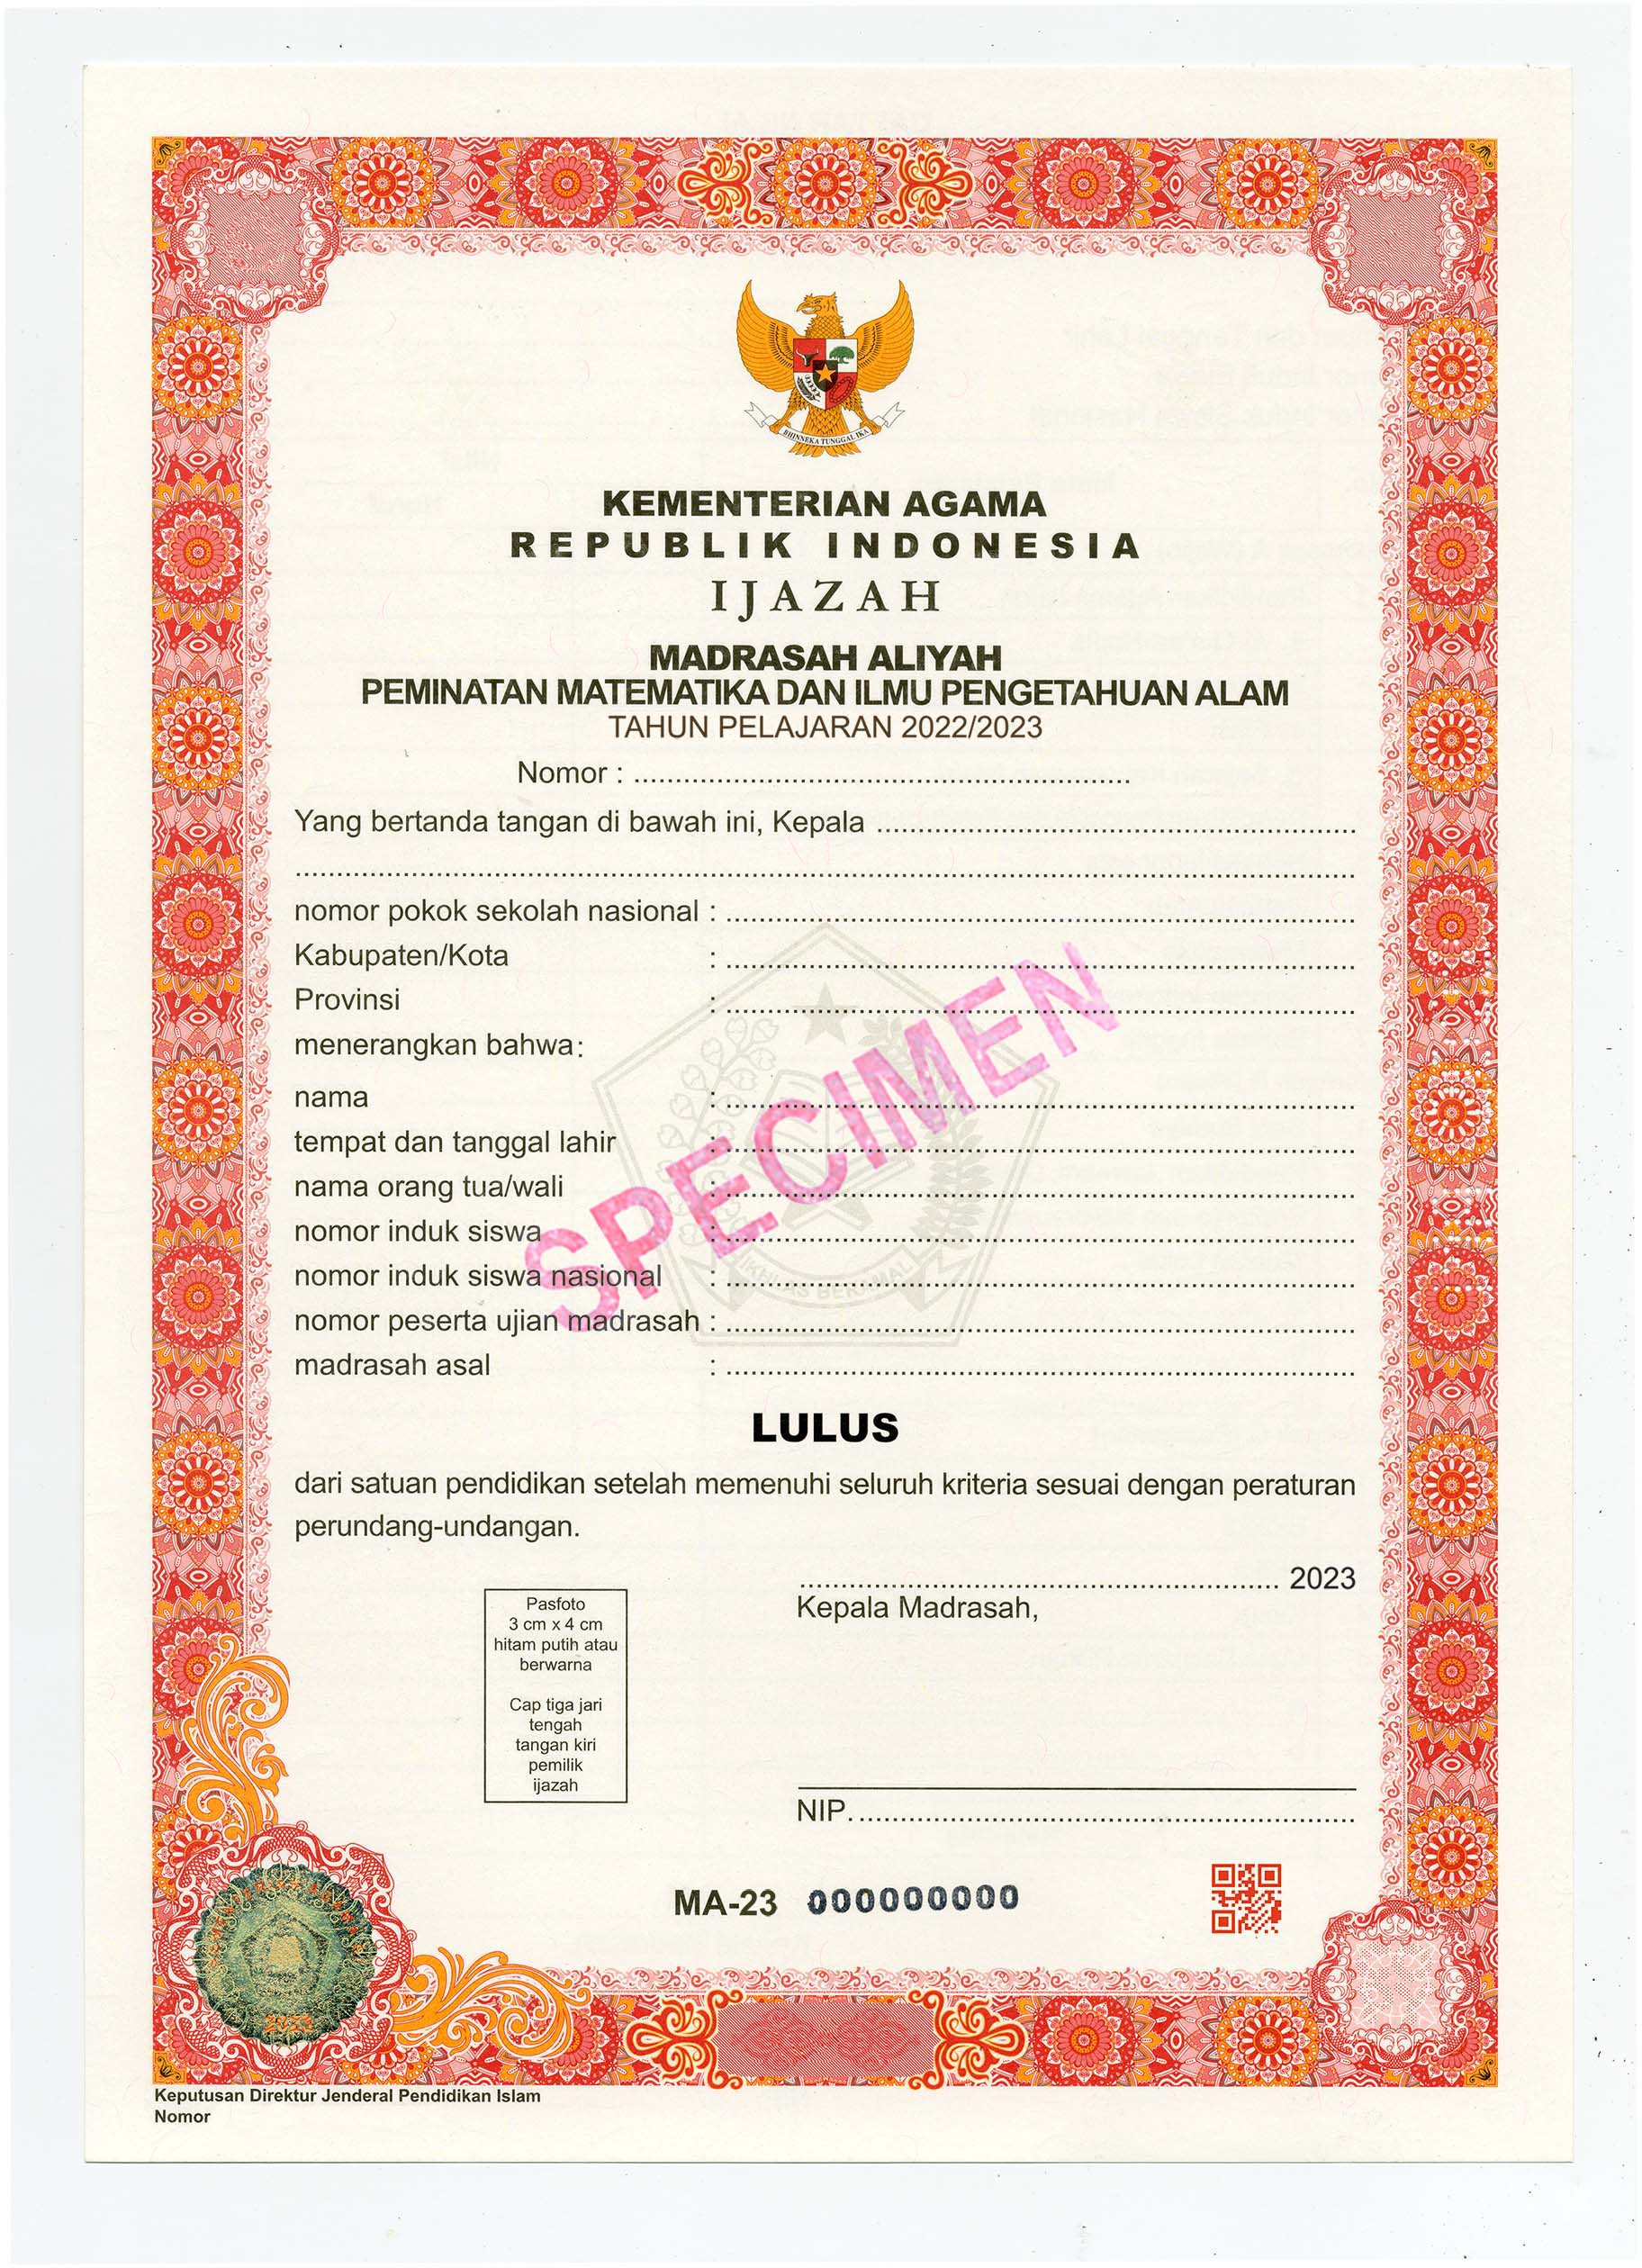 BHINNEKA TUNGGAL IKA
KEMENTERIAN AGAMA
REPUBLIK INDONESIA
IJAZAH
MADRASAH ALIYAH
PEMINATAN MATEMATIKA DAN ILMU PENGETAHUAN ALAM
TAHUN PELAJARAN 2022/2023
Nomor : ............................................................
Yang bertanda tangan di bawah ini, Kepala ..........................................................
................................................................................................................................
nomor pokok sekolah nasional : ............................................................................
Kabupaten/Kota : ............................................................................
Provinsi : ............................................................................
menerangkan bahwa:
nama : ............................................................................
tempat dan tanggal lahir : ............................................................................
nama orang tua/wali : ............................................................................
nomor induk siswa : ............................................................................
nomor induk siswa nasional : ............................................................................
nomor peserta ujian madrasah : ............................................................................
madrasah asal : ............................................................................
SPECIMEN
IKHLAS BERAMAL
LULUS
dari satuan pendidikan setelah memenuhi seluruh kriteria sesuai dengan peraturan
perundang-undangan.
.......................................................... 2023
Kepala Madrasah,
Pasfoto
3 cm x 4 cm
hitam putih atau
berwarna
Cap tiga jari
tengah
tangan kiri
pemilik
ijazah
NIP.............................................................
MA-23 000000000
2023
Keputusan Direktur Jenderal Pendidikan Islam
Nomor